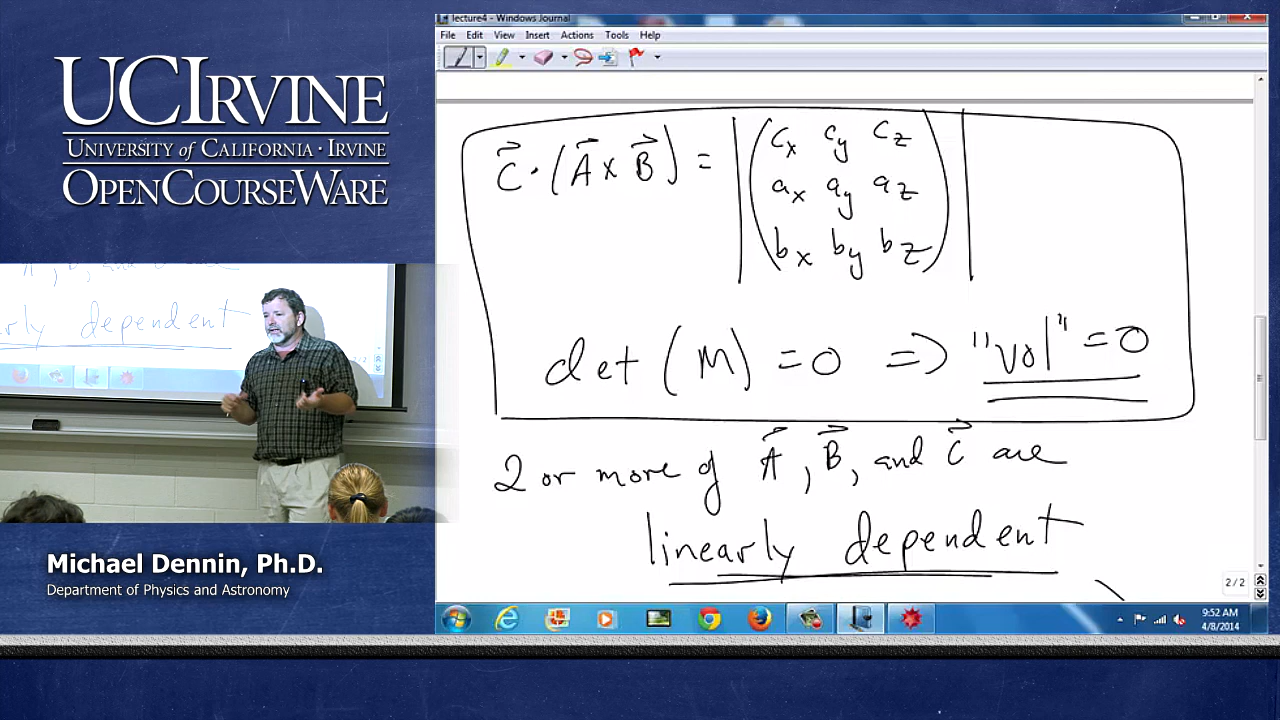 UCIRVINE
UNIVERSITY of CALIFORNIA · IRVINE
OPENCOURSEWARE
lecture4 - Windows Journal
File Edit View Insert Actions Tools Help
C⃗ · (A⃗ x B⃗) = |( cx cy cz
ax ay az
bx by bz )|
det (M) = 0 => "vol" = 0
2 or more of A⃗, B⃗, and C⃗ are
linearly dependent
2/2
9:52 AM
4/8/2014
rly dependent
Michael Dennin, Ph.D.
Department of Physics and Astronomy